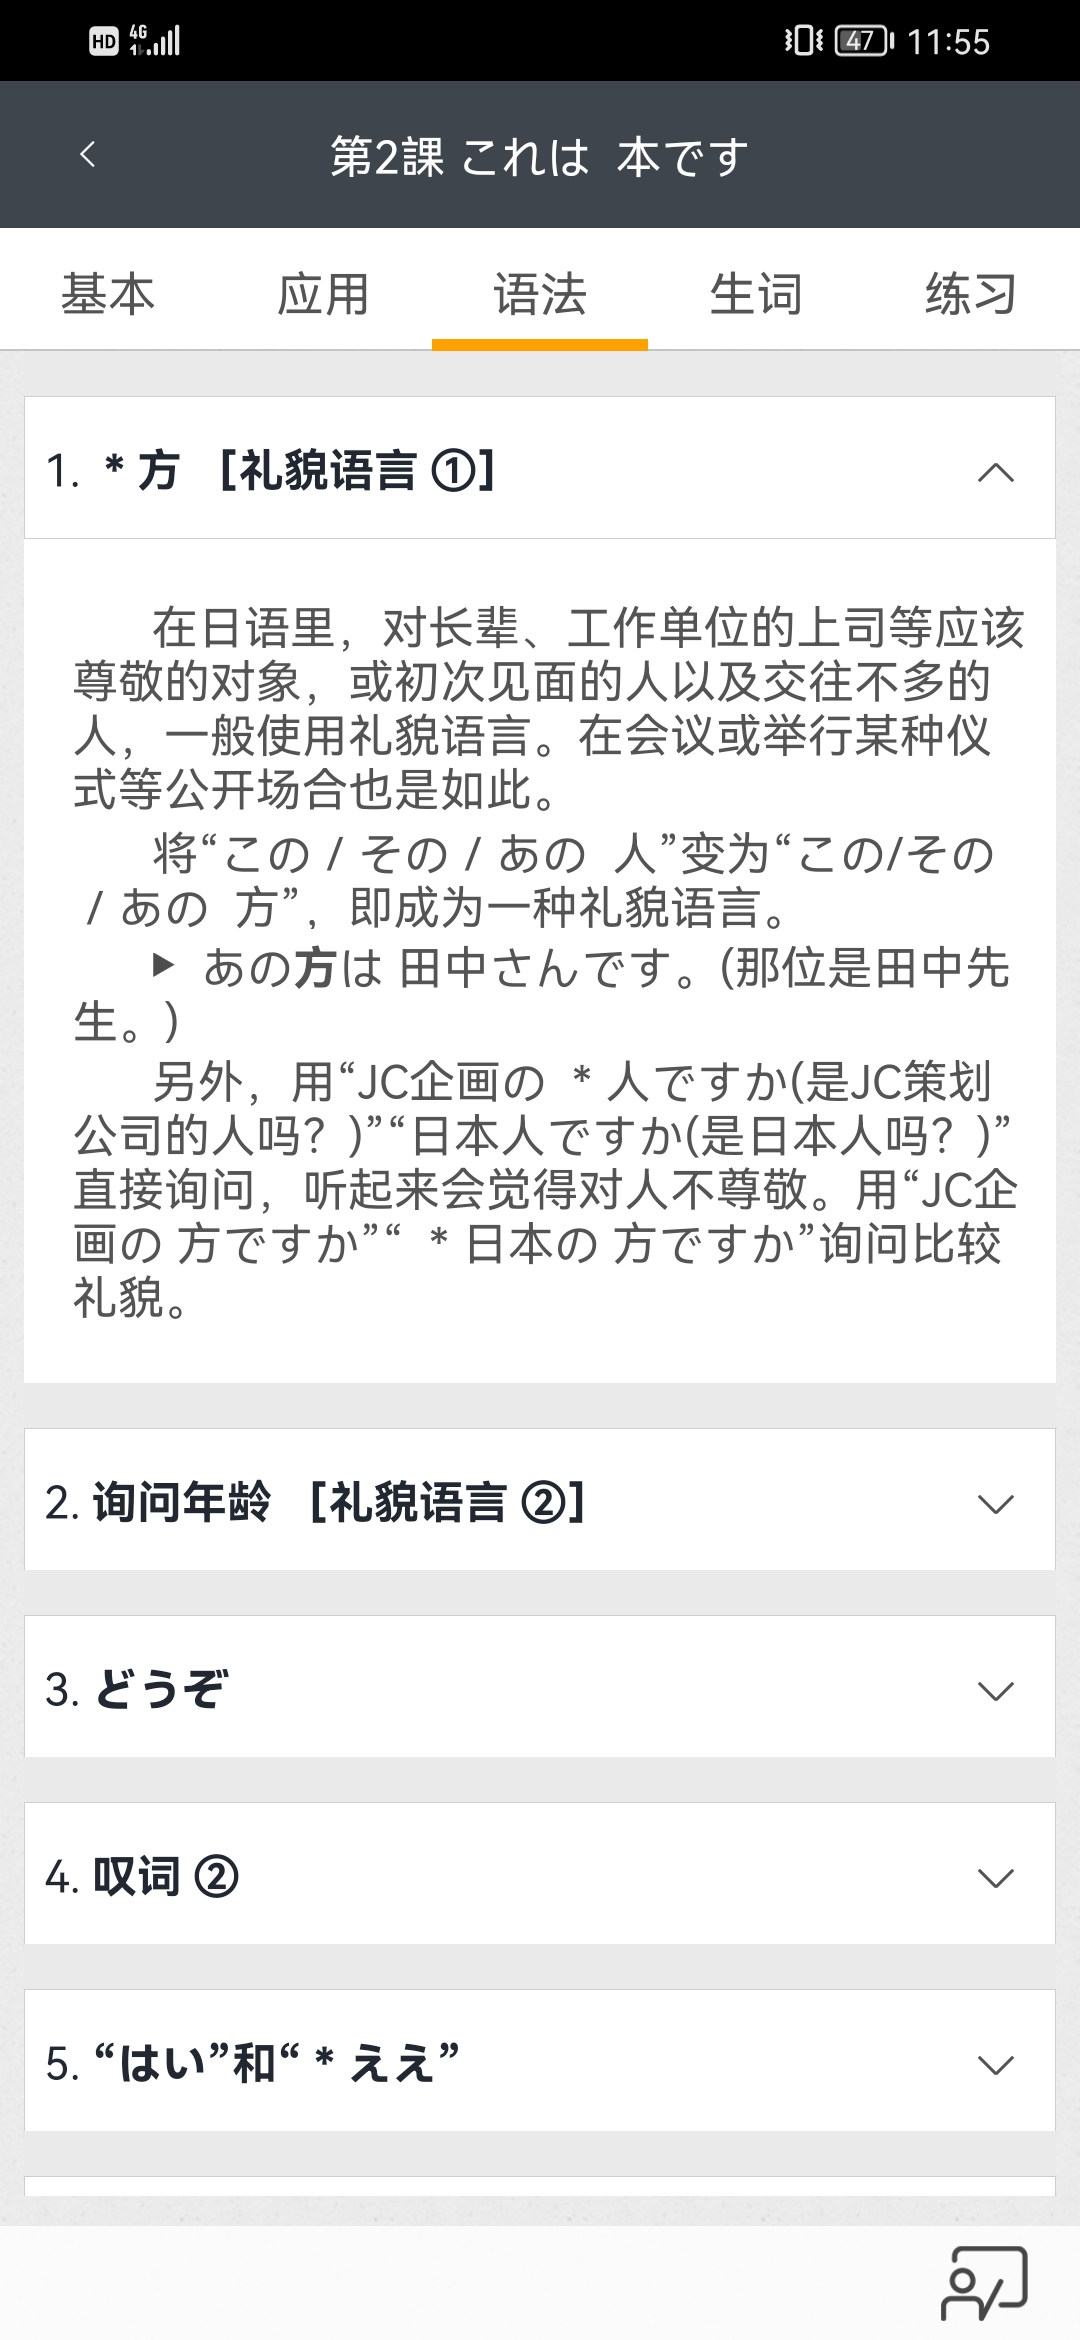 HD 4G 47 11:55
第2課 これは 本です
基本 应用 语法 生词 练习
1. * 方 [礼貌语言 ①]
在日语里，对长辈、工作单位的上司等应该
尊敬的对象，或初次见面的人以及交往不多的
人，一般使用礼貌语言。在会议或举行某种仪
式等公开场合也是如此。
将“この / その / あの 人”变为“この/その
/ あの 方”，即成为一种礼貌语言。
▶ あの方は 田中さんです。(那位是田中先
生。)
另外，用“JC企画の * 人ですか(是JC策划
公司的人吗？)”“日本人ですか(是日本人吗？)”
直接询问，听起来会觉得对人不尊敬。用“JC企
画の 方ですか”“ * 日本の 方ですか”询问比较
礼貌。
2. 询问年龄 [礼貌语言 ②]
3. どうぞ
4. 叹词 ②
5. “はい”和“ * ええ”